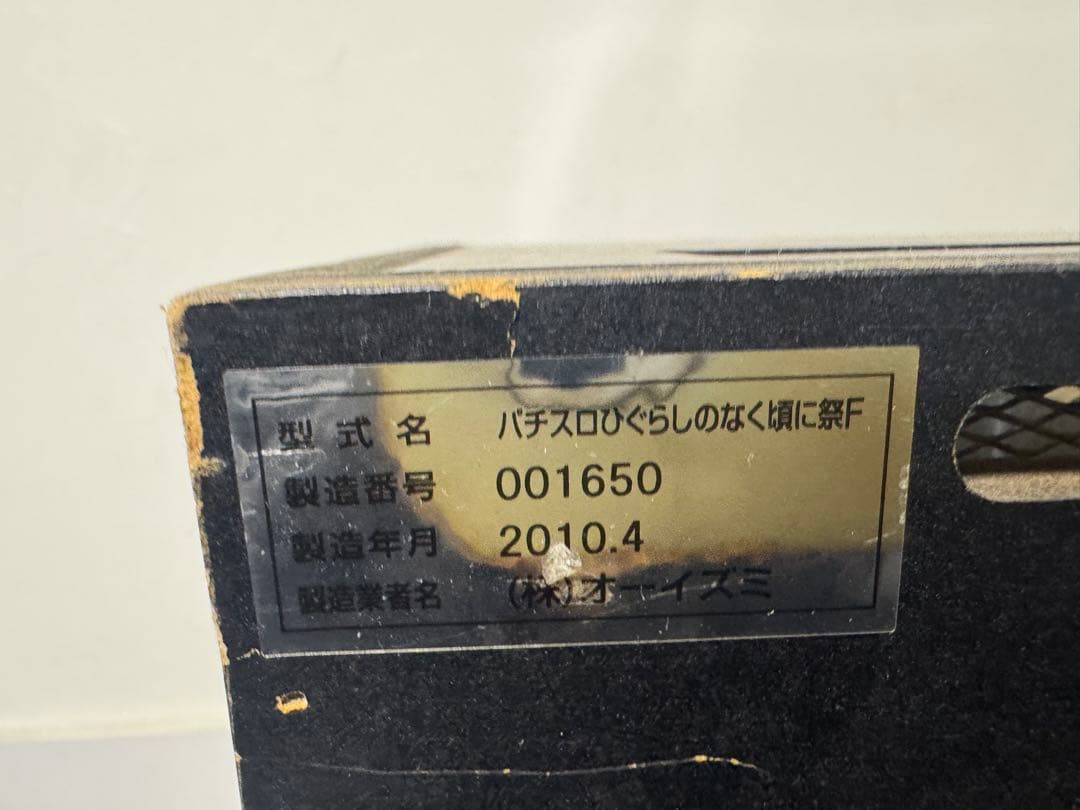 型式名 パチスロひぐらしのなく頃に祭F
製造番号 001650
製造年月 2010.4
製造業者名 (株)オーイズミ